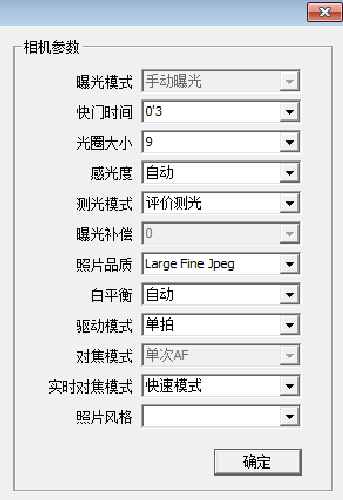 相机参数
曝光模式 手动曝光
快门时间 0'3
光圈大小 9
感光度 自动
测光模式 评价测光
曝光补偿 0
照片品质 Large Fine Jpeg
白平衡 自动
驱动模式 单拍
对焦模式 单次AF
实时对焦模式 快速模式
照片风格
确定